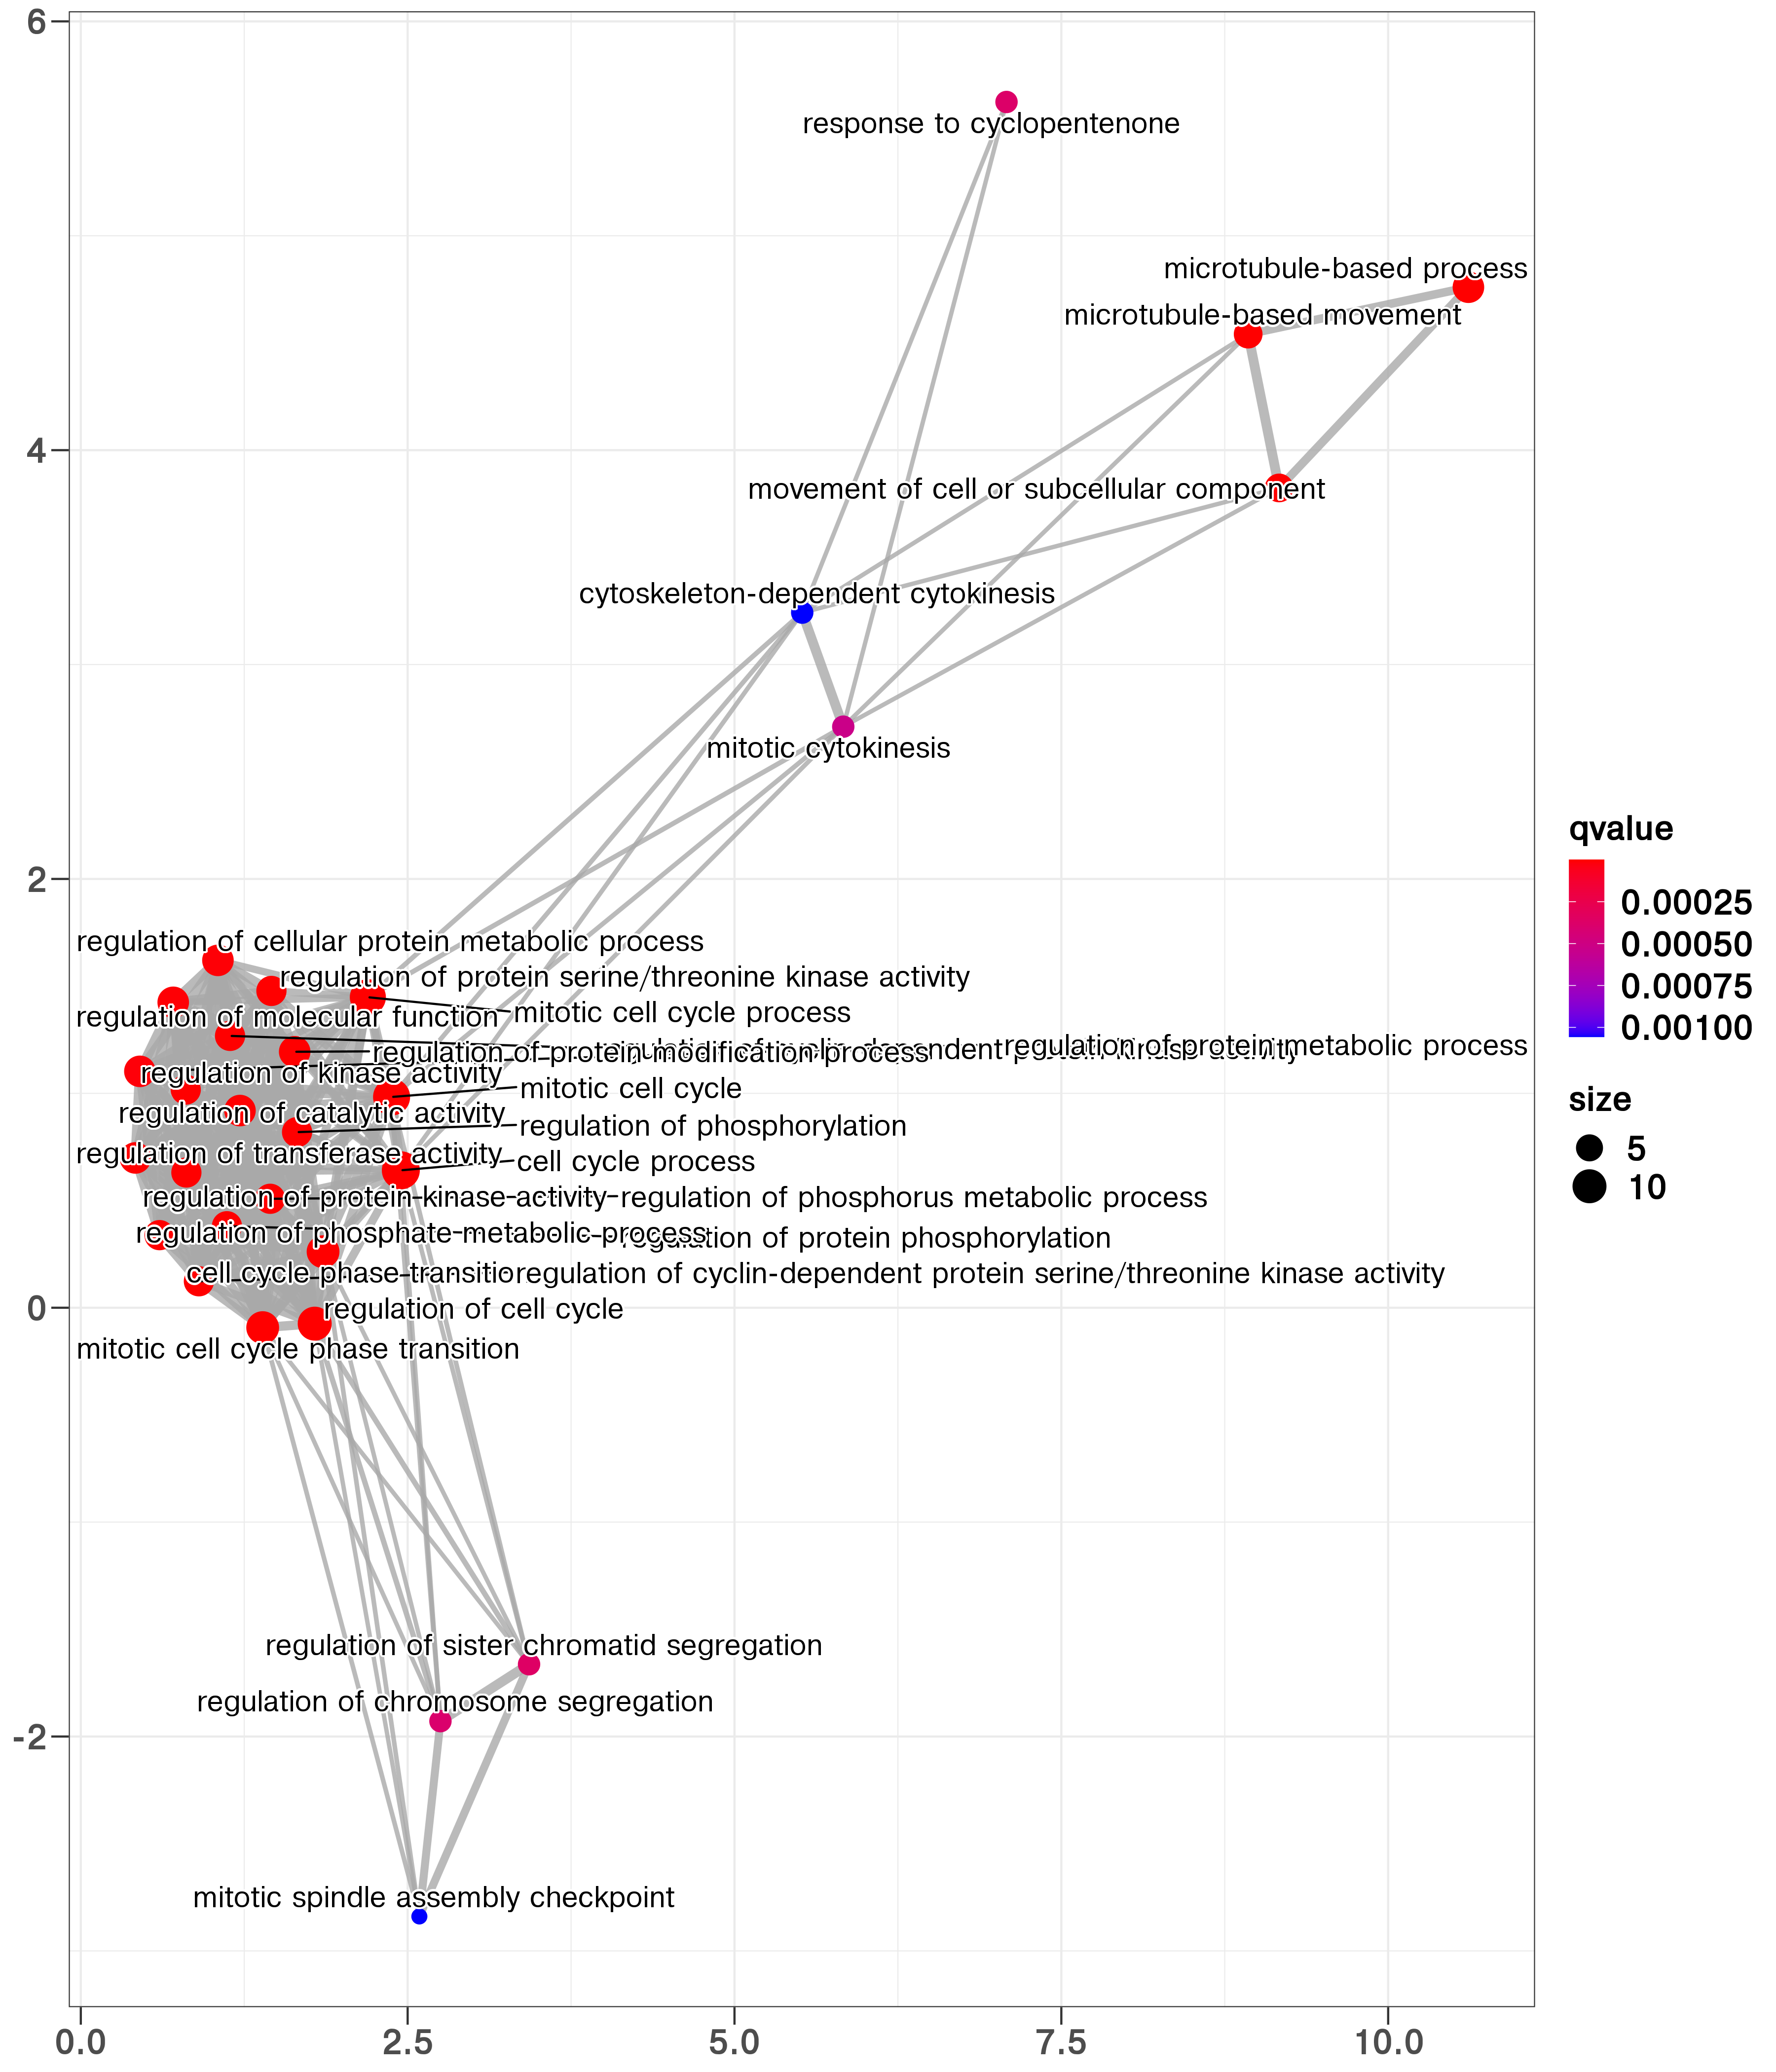 6
response to cyclopentenone
microtubule-based process
microtubule-based movement
4
movement of cell or subcellular component
cytoskeleton-dependent cytokinesis
mitotic cytokinesis
qvalue
0.00025
0.00050
0.00075
0.00100
2
regulation of cellular protein metabolic process
regulation of protein serine/threonine kinase activity
mitotic cell cycle process
regulation of molecular function
regulation of protein modification process
regulation of protein metabolic process
regulation of kinase activity
mitotic cell cycle
size
5
10
regulation of catalytic activity
regulation of phosphorylation
regulation of transferase activity
cell cycle process
regulation of protein kinase activity
regulation of phosphorus metabolic process
regulation of phosphate metabolic process
regulation of protein phosphorylation
cell cycle phase transition
regulation of cyclin-dependent protein serine/threonine kinase activity
0
regulation of cell cycle
mitotic cell cycle phase transition
regulation of sister chromatid segregation
regulation of chromosome segregation
-2
mitotic spindle assembly checkpoint
0.0
2.5
5.0
7.5
10.0